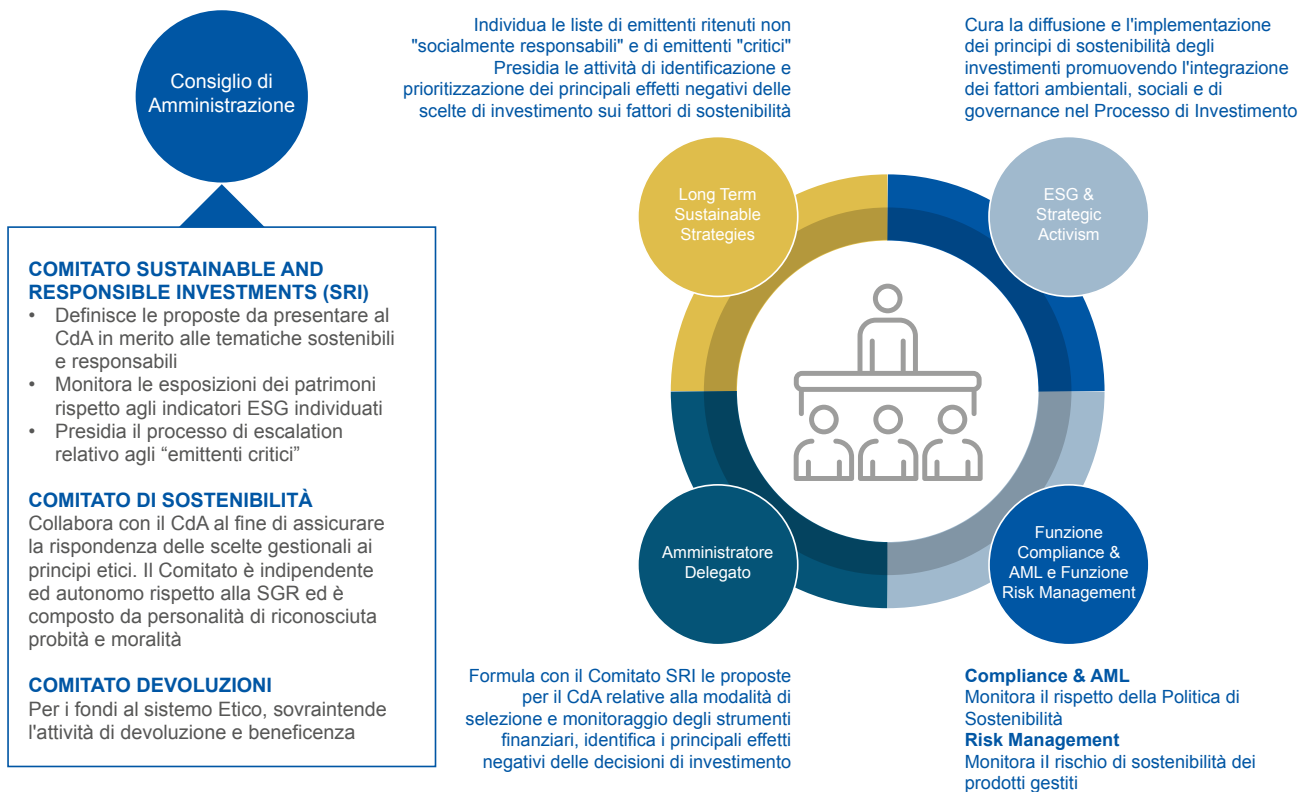 Consiglio di
Amministrazione
COMITATO SUSTAINABLE AND
RESPONSIBLE INVESTMENTS (SRI)
• Definisce le proposte da presentare al
CdA in merito alle tematiche sostenibili
e responsabili
• Monitora le esposizioni dei patrimoni
rispetto agli indicatori ESG individuati
• Presidia il processo di escalation
relativo agli “emittenti critici”
COMITATO DI SOSTENIBILITÀ
Collabora con il CdA al fine di assicurare
la rispondenza delle scelte gestionali ai
principi etici. Il Comitato è indipendente
ed autonomo rispetto alla SGR ed è
composto da personalità di riconosciuta
probità e moralità
COMITATO DEVOLUZIONI
Per i fondi al sistema Etico, sovraintende
l'attività di devoluzione e beneficenza
Individua le liste di emittenti ritenuti non
"socialmente responsabili" e di emittenti "critici"
Presidia le attività di identificazione e
prioritizzazione dei principali effetti negativi delle
scelte di investimento sui fattori di sostenibilità
Long Term
Sustainable
Strategies
Cura la diffusione e l'implementazione
dei principi di sostenibilità degli
investimenti promuovendo l'integrazione
dei fattori ambientali, sociali e di
governance nel Processo di Investimento
ESG &
Strategic
Activism
Amministratore
Delegato
Formula con il Comitato SRI le proposte
per il CdA relative alla modalità di
selezione e monitoraggio degli strumenti
finanziari, identifica i principali effetti
negativi delle decisioni di investimento
Funzione
Compliance &
AML e Funzione
Risk Management
Compliance & AML
Monitora il rispetto della Politica di
Sostenibilità
Risk Management
Monitora il rischio di sostenibilità dei
prodotti gestiti